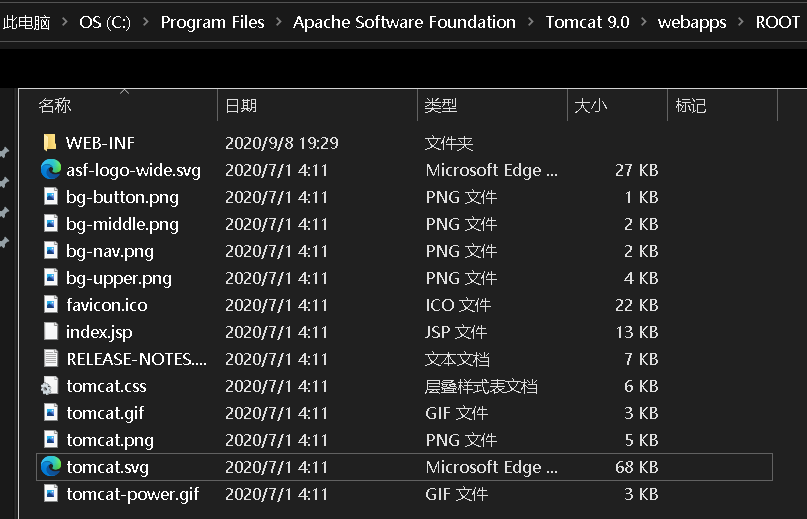 此电脑 > OS (C:) > Program Files > Apache Software Foundation > Tomcat 9.0 > webapps > ROOT
名称 日期 类型 大小 标记
WEB-INF 2020/9/8 19:29 文件夹
asf-logo-wide.svg 2020/7/1 4:11 Microsoft Edge ... 27 KB
bg-button.png 2020/7/1 4:11 PNG 文件 1 KB
bg-middle.png 2020/7/1 4:11 PNG 文件 2 KB
bg-nav.png 2020/7/1 4:11 PNG 文件 2 KB
bg-upper.png 2020/7/1 4:11 PNG 文件 4 KB
favicon.ico 2020/7/1 4:11 ICO 文件 22 KB
index.jsp 2020/7/1 4:11 JSP 文件 13 KB
RELEASE-NOTES.... 2020/7/1 4:11 文本文档 7 KB
tomcat.css 2020/7/1 4:11 层叠样式表文档 6 KB
tomcat.gif 2020/7/1 4:11 GIF 文件 3 KB
tomcat.png 2020/7/1 4:11 PNG 文件 5 KB
tomcat.svg 2020/7/1 4:11 Microsoft Edge ... 68 KB
tomcat-power.gif 2020/7/1 4:11 GIF 文件 3 KB